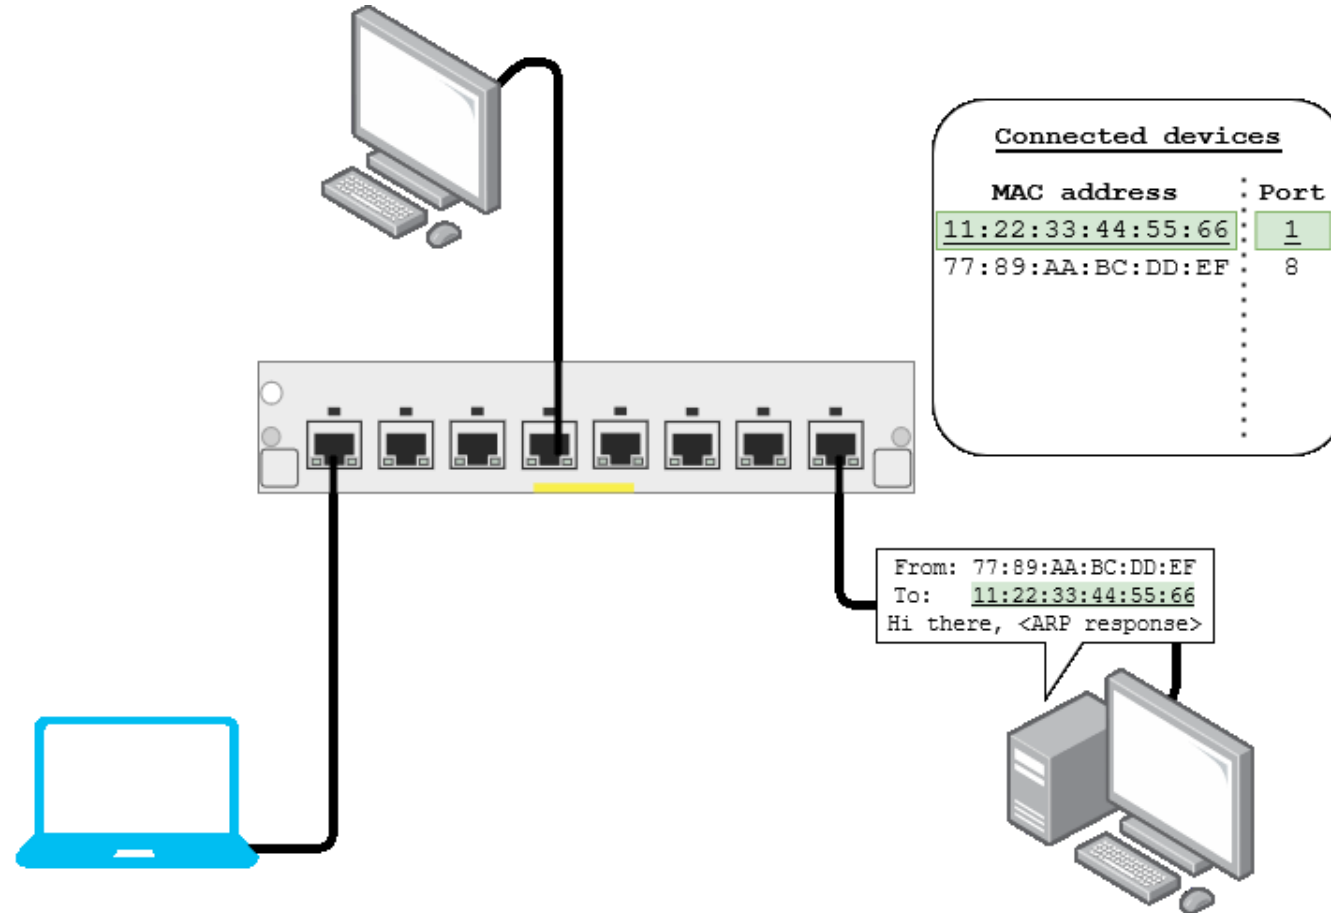 Connected devices
MAC address Port
11:22:33:44:55:66 1
77:89:AA:BC:DD:EF 8
From: 77:89:AA:BC:DD:EF
To: 11:22:33:44:55:66
Hi there, <ARP response>